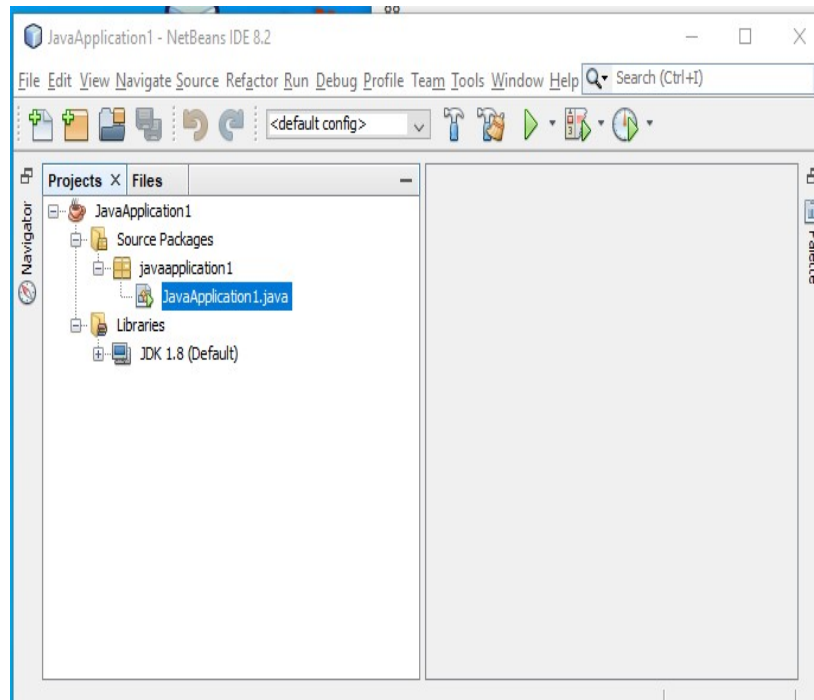 88
JavaApplication1 - NetBeans IDE 8.2
File Edit View Navigate Source Refactor Run Debug Profile Team Tools Window Help Search (Ctrl+I)
<default config>
Projects Files
Navigator
JavaApplication1
Source Packages
javaapplication1
JavaApplication1.java
Libraries
JDK 1.8 (Default)
Palette